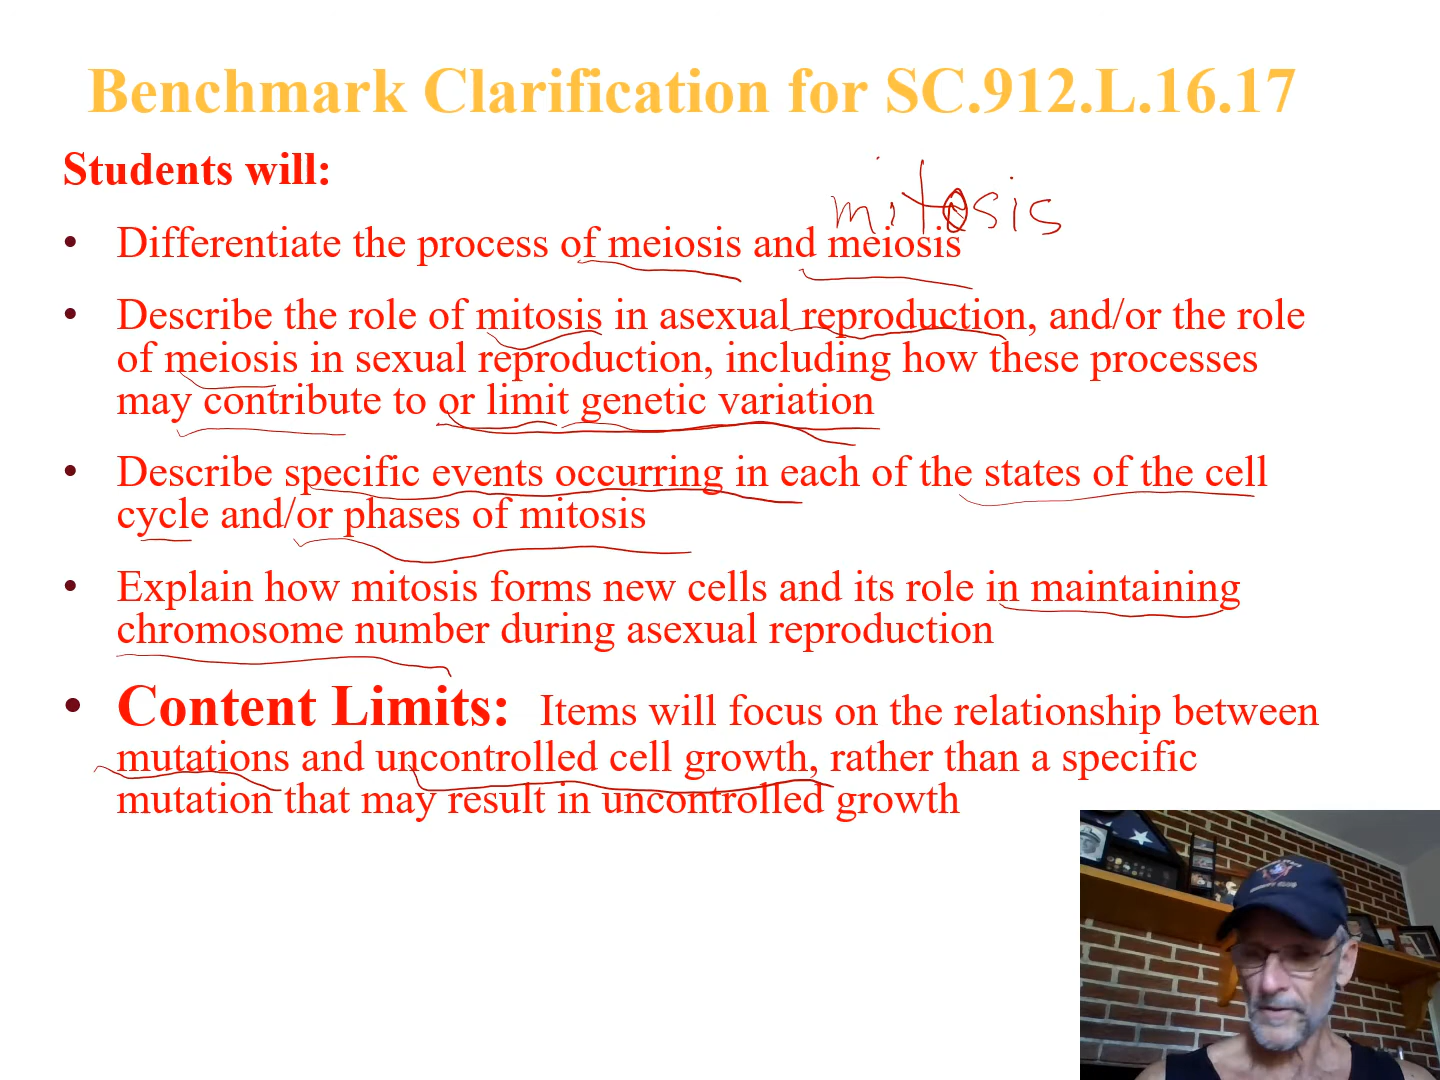 Benchmark Clarification for SC.912.L.16.17
Students will:
mitosis
• Differentiate the process of meiosis and meiosis
• Describe the role of mitosis in asexual reproduction, and/or the role
of meiosis in sexual reproduction, including how these processes
may contribute to or limit genetic variation
• Describe specific events occurring in each of the states of the cell
cycle and/or phases of mitosis
• Explain how mitosis forms new cells and its role in maintaining
chromosome number during asexual reproduction
• Content Limits: Items will focus on the relationship between
mutations and uncontrolled cell growth, rather than a specific
mutation that may result in uncontrolled growth